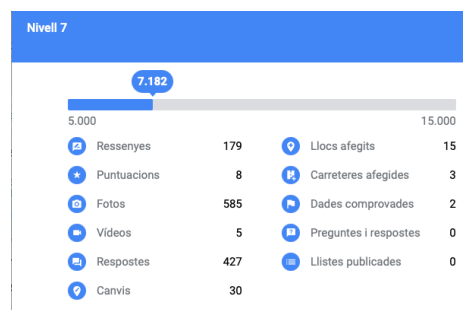 Nivell 7
7.182
5.000 15.000
Ressenyes 179
Puntuacions 8
Fotos 585
Vídeos 5
Respostes 427
Canvis 30
Llocs afegits 15
Carreteres afegides 3
Dades comprovades 2
Preguntes i respostes 0
Llistes publicades 0